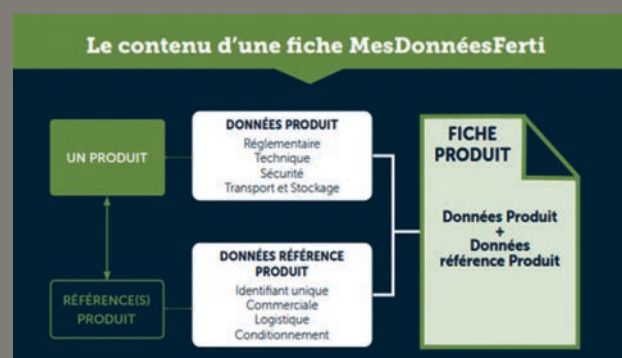 Le contenu d'une fiche MesDonnéesFerti
UN PRODUIT
DONNÉES PRODUIT
Réglementaire
Technique
Sécurité
Transport et Stockage
RÉFÉRENCE(S)
PRODUIT
DONNÉES RÉFÉRENCE
PRODUIT
Identifiant unique
Commerciale
Logistique
Conditionnement
FICHE
PRODUIT
Données Produit
+
Données
référence Produit